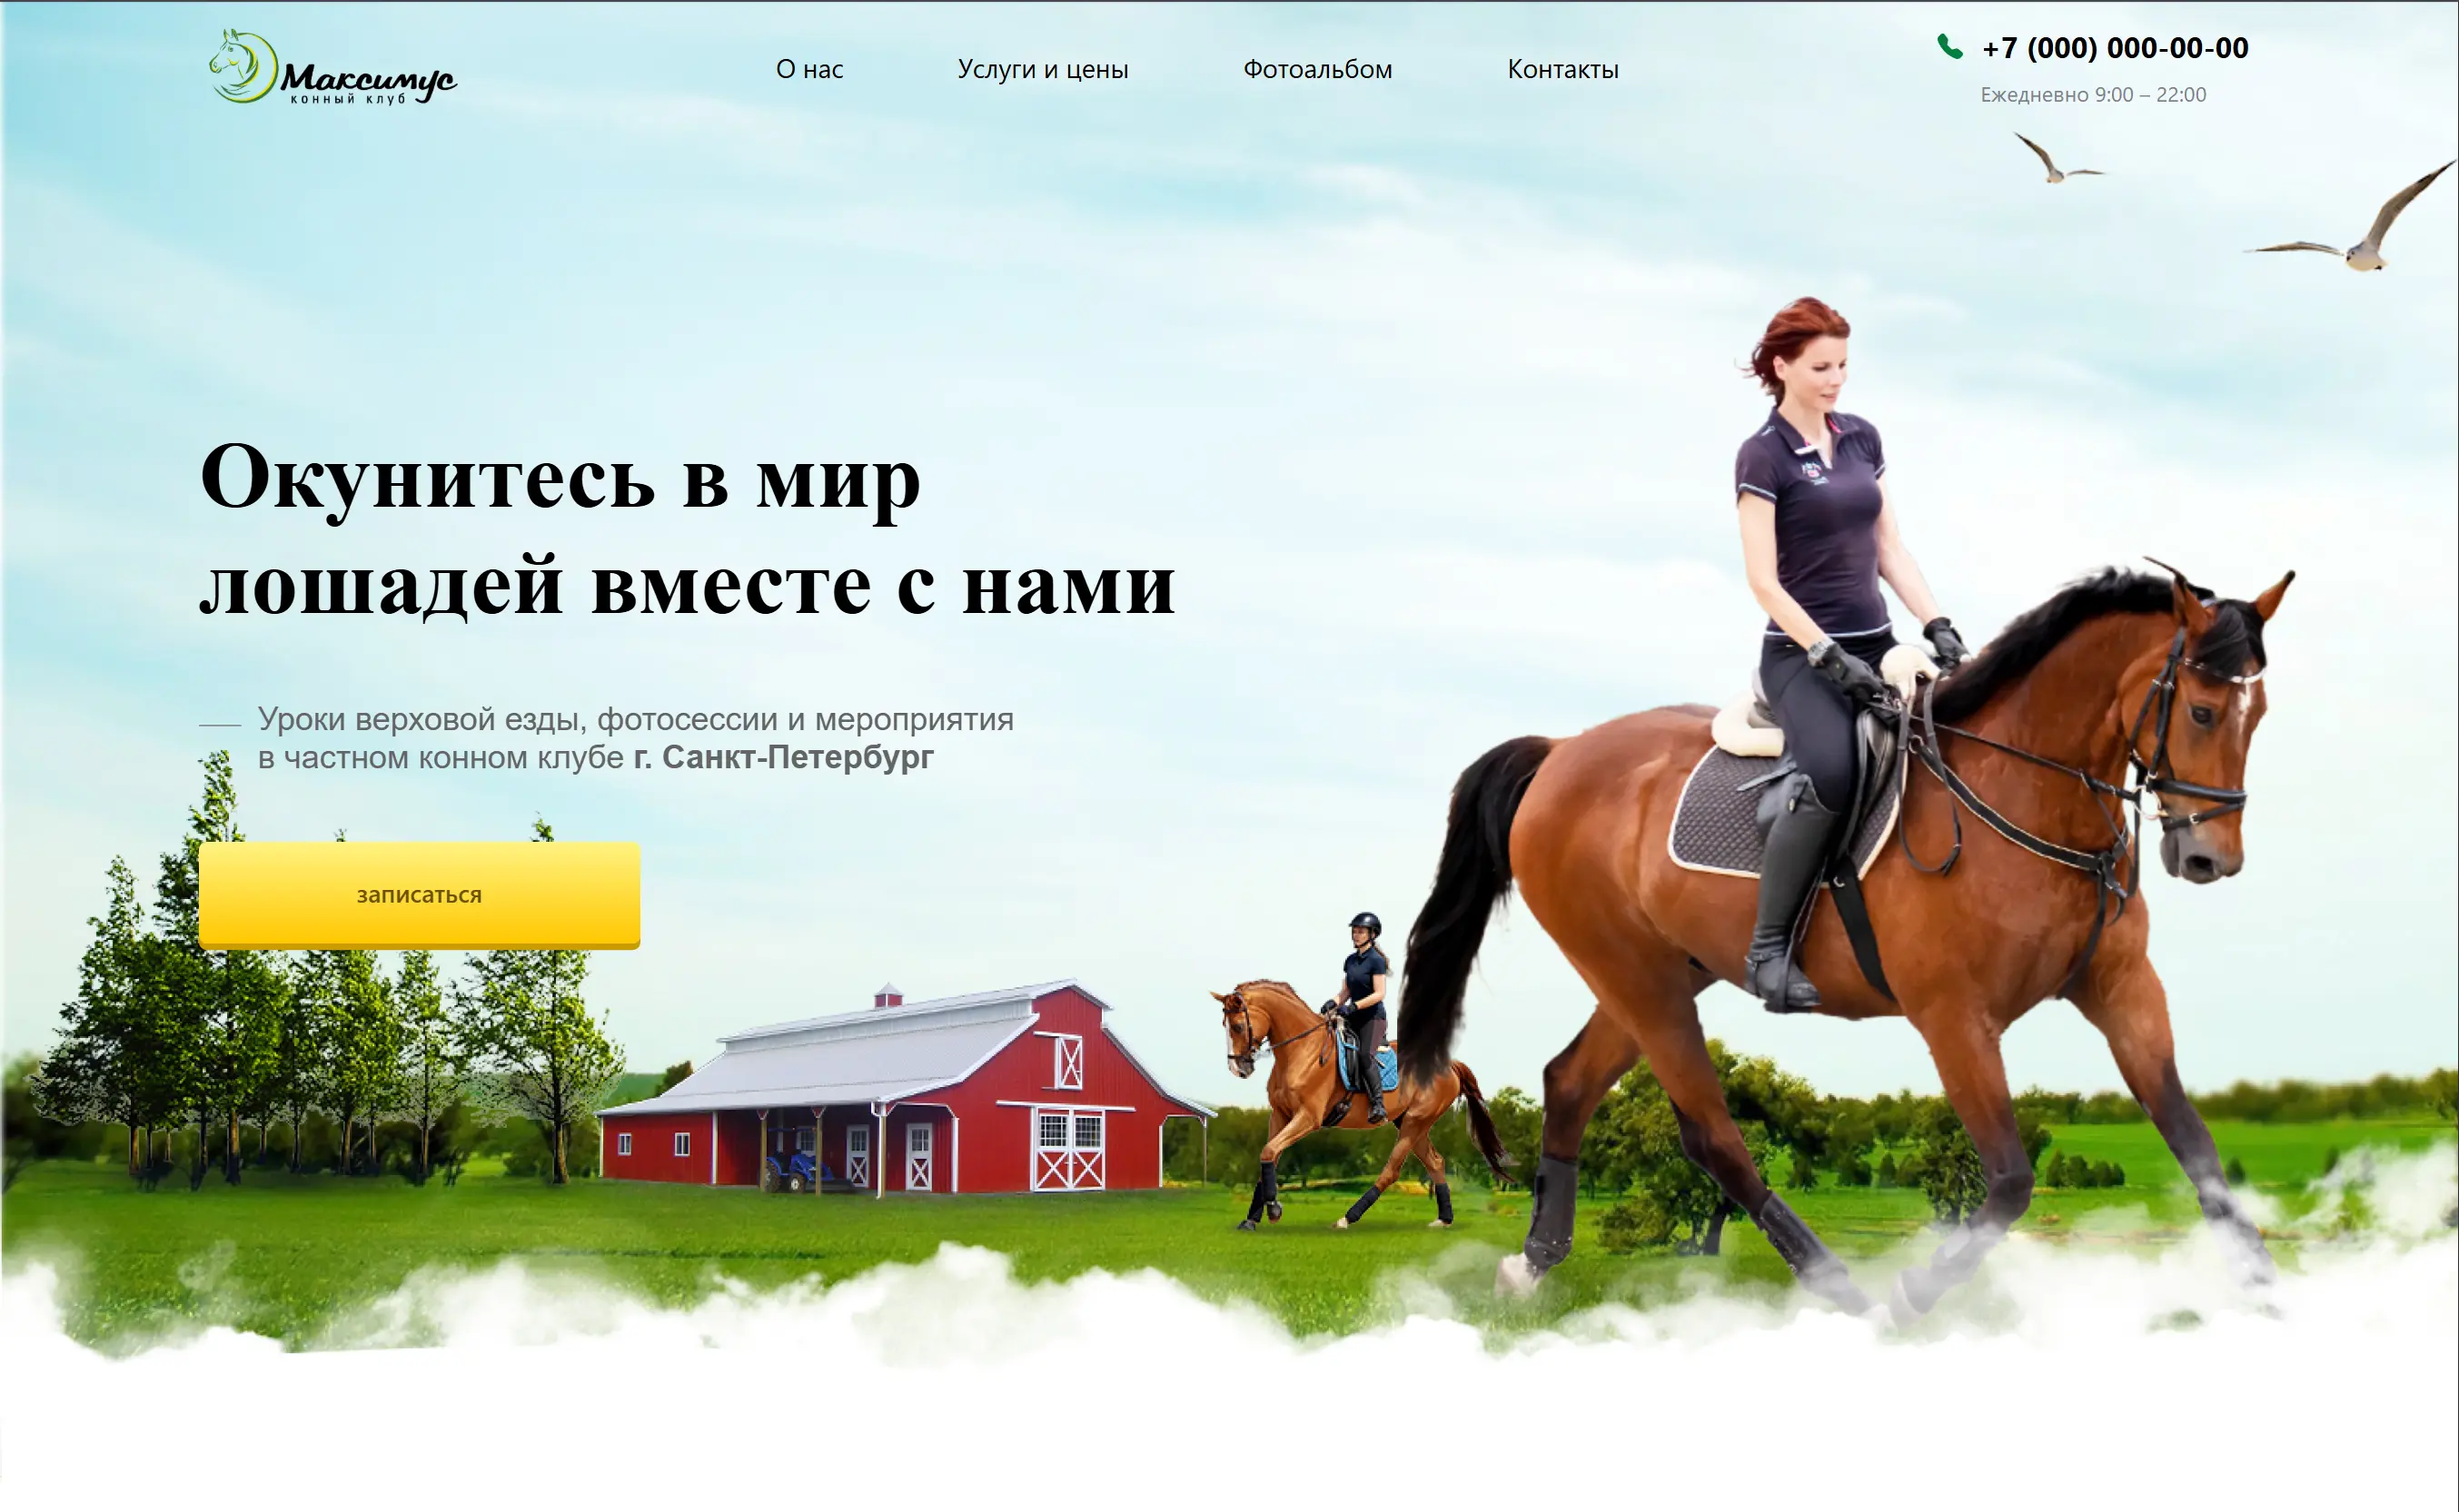 Максимус
конный клуб
О нас
Услуги и цены
Фотоальбом
Контакты
+7 (000) 000-00-00
Ежедневно 9:00 – 22:00
Окунитесь в мир
лошадей вместе с нами
Уроки верховой езды, фотосессии и мероприятия
в частном конном клубе г. Санкт-Петербург
записаться